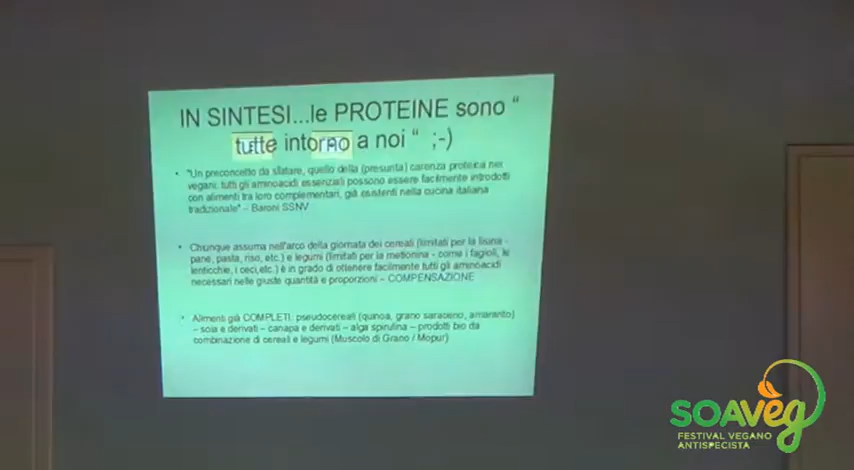 IN SINTESI...le PROTEINE sono “
tutte intorno a noi “ ;-)
• "Un preconcetto da sfatare, quello della (presunta) carenza proteica nei
vegani: tutti gli aminoacidi essenziali possono essere facilmente introdotti
con alimenti tra loro complementari, già esistenti nella cucina italiana
tradizionale" – Baroni SSNV
• Chiunque assuma nell'arco della giornata dei cereali (limitati per la lisina -
pane, pasta, riso, etc.) e legumi (limitati per la metionina - come i fagioli, le
lenticchie, i ceci,etc.) è in grado di ottenere facilmente tutti gli aminoacidi
necessari nelle giuste quantità e proporzioni – COMPENSAZIONE
• Alimenti già COMPLETI: pseudocereali (quinoa, grano saraceno, amaranto)
– soia e derivati – canapa e derivati – alga spirulina – prodotti bio da
combinazione di cereali e legumi (Muscolo di Grano / Mopur)
SOAVEG
FESTIVAL VEGANO
ANTISPECISTA